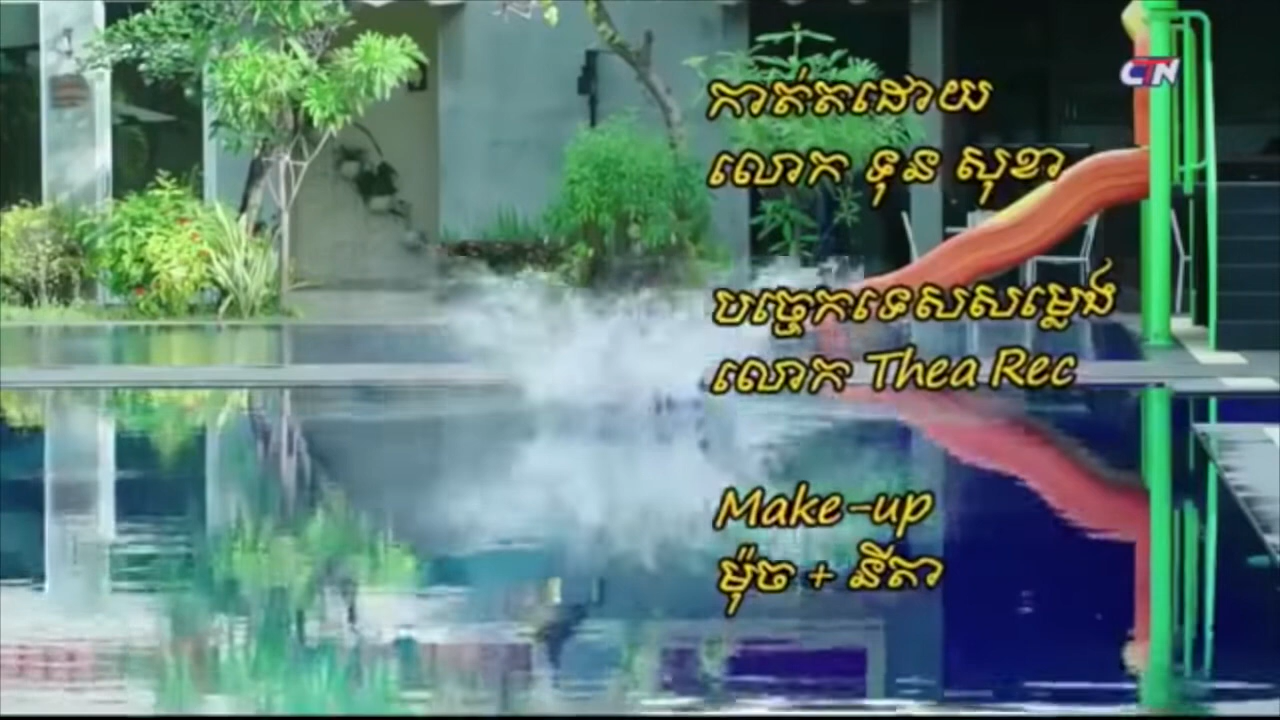 CTN
កាត់តដោយ
លោក ទុន សុខា
បច្ចេកទេសសម្លេង
លោក Thea Rec
Make-up
ម៉ុច + នីតា